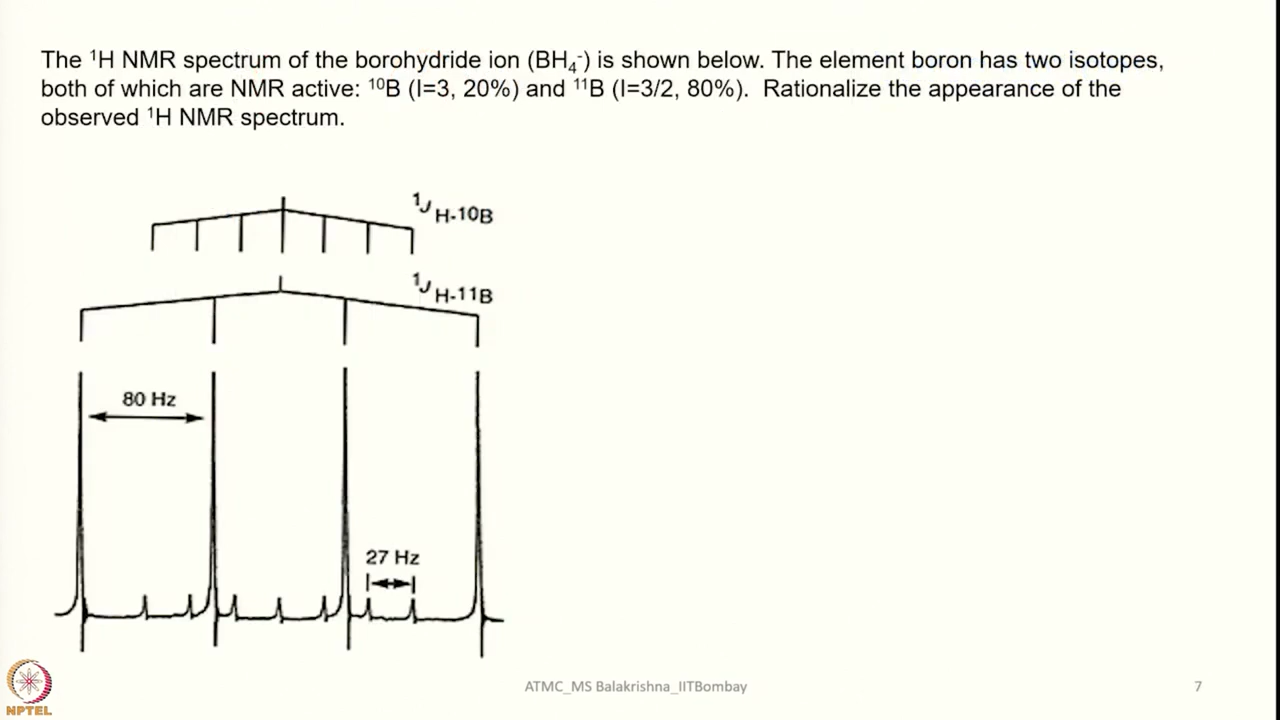 The ¹H NMR spectrum of the borohydride ion (BH₄⁻) is shown below. The element boron has two isotopes,
both of which are NMR active: ¹⁰B (I=3, 20%) and ¹¹B (I=3/2, 80%). Rationalize the appearance of the
observed ¹H NMR spectrum.
¹J H-10B
¹J H-11B
80 Hz
27 Hz
NPTEL
ATMC_MS Balakrishna_IITBombay
7